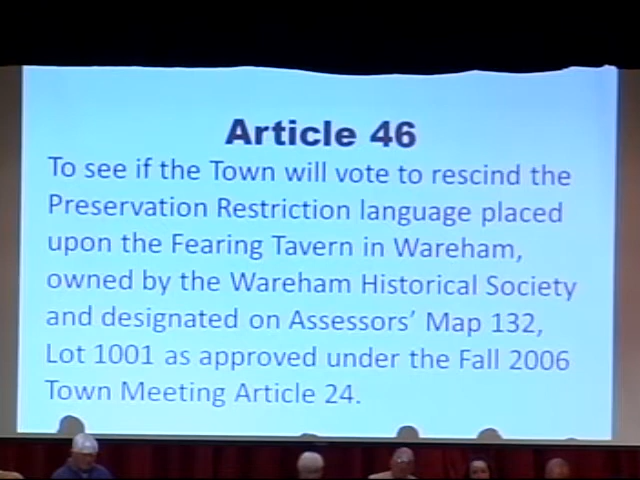 Article 46
To see if the Town will vote to rescind the
Preservation Restriction language placed
upon the Fearing Tavern in Wareham,
owned by the Wareham Historical Society
and designated on Assessors’ Map 132,
Lot 1001 as approved under the Fall 2006
Town Meeting Article 24.